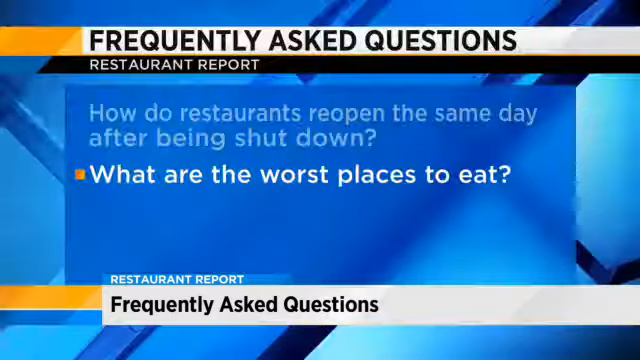 FREQUENTLY ASKED QUESTIONS
RESTAURANT REPORT
How do restaurants reopen the same day
after being shut down?
What are the worst places to eat?
RESTAURANT REPORT
Frequently Asked Questions